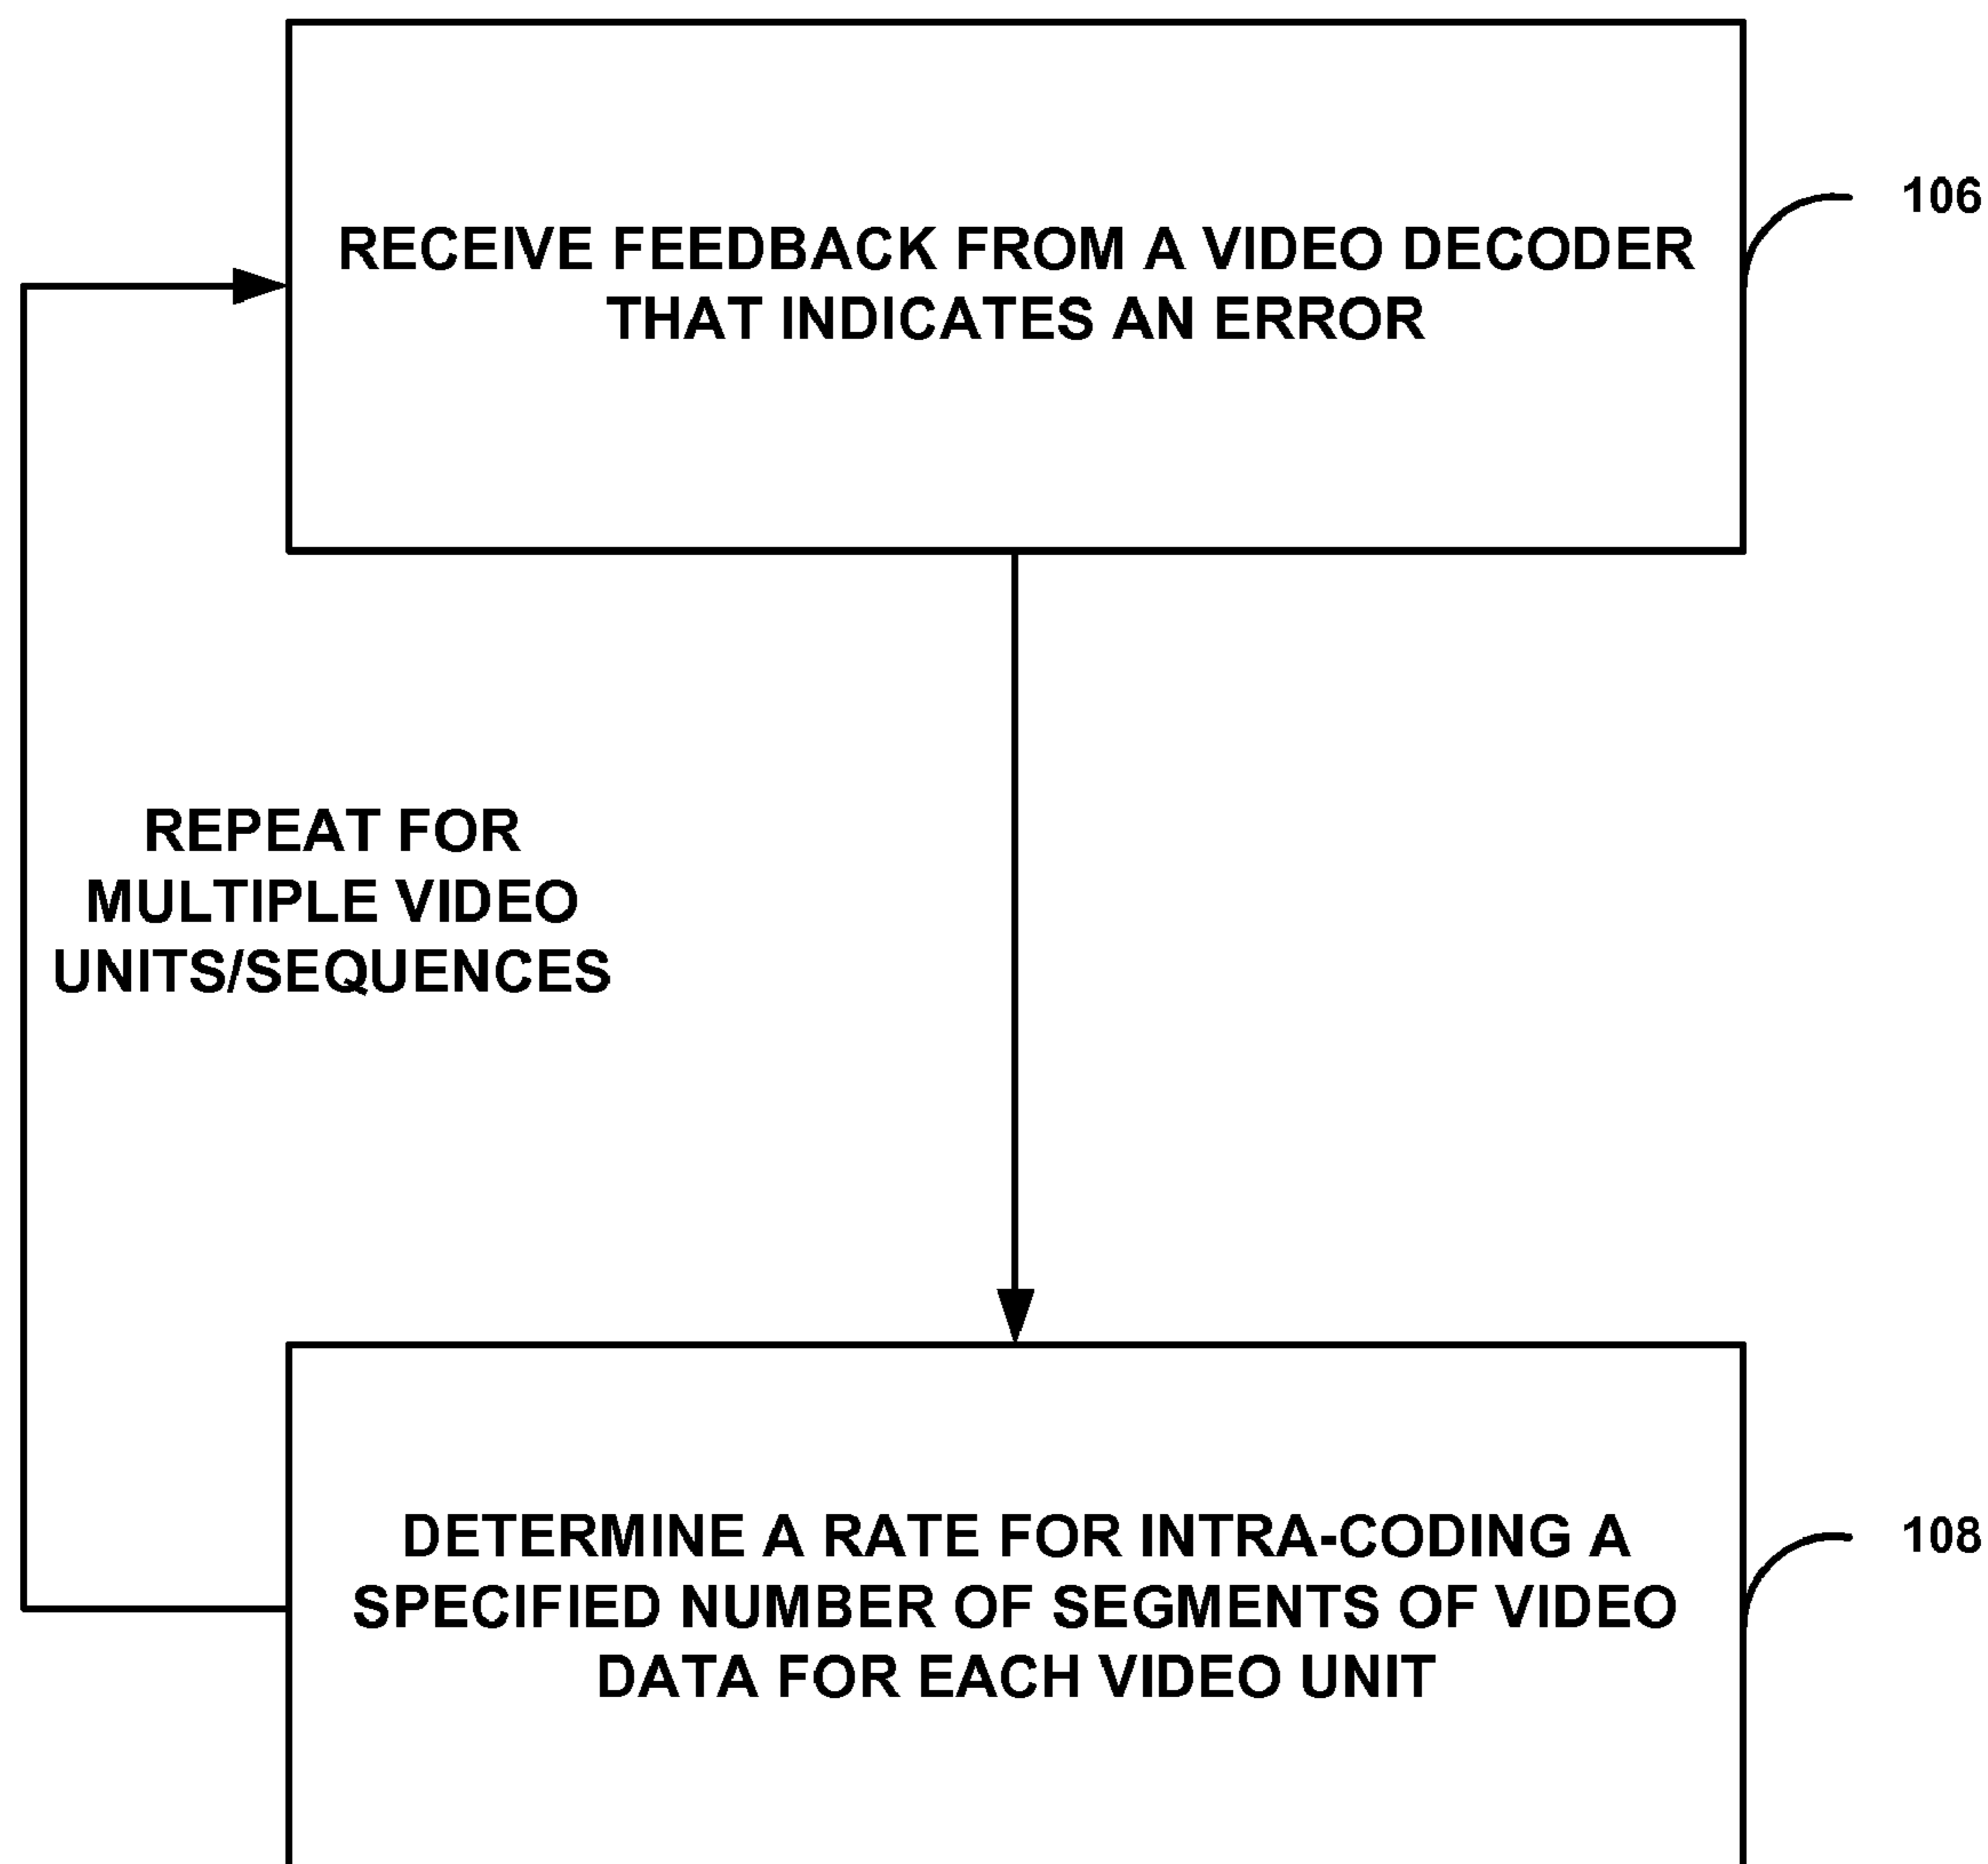 RECEIVE FEEDBACK FROM A VIDEO DECODER
THAT INDICATES AN ERROR
106
REPEAT FOR
MULTIPLE VIDEO
UNITS/SEQUENCES
DETERMINE A RATE FOR INTRA-CODING A
SPECIFIED NUMBER OF SEGMENTS OF VIDEO
DATA FOR EACH VIDEO UNIT
108